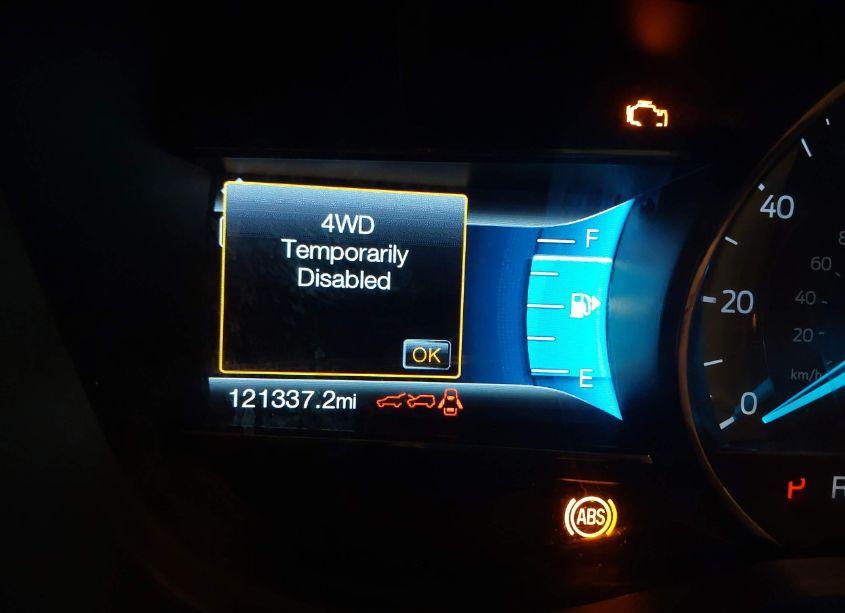 4WD
Temporarily
Disabled
OK
121337.2mi
F
E
40
20
0
60
40
20
km/h
P
R
ABS